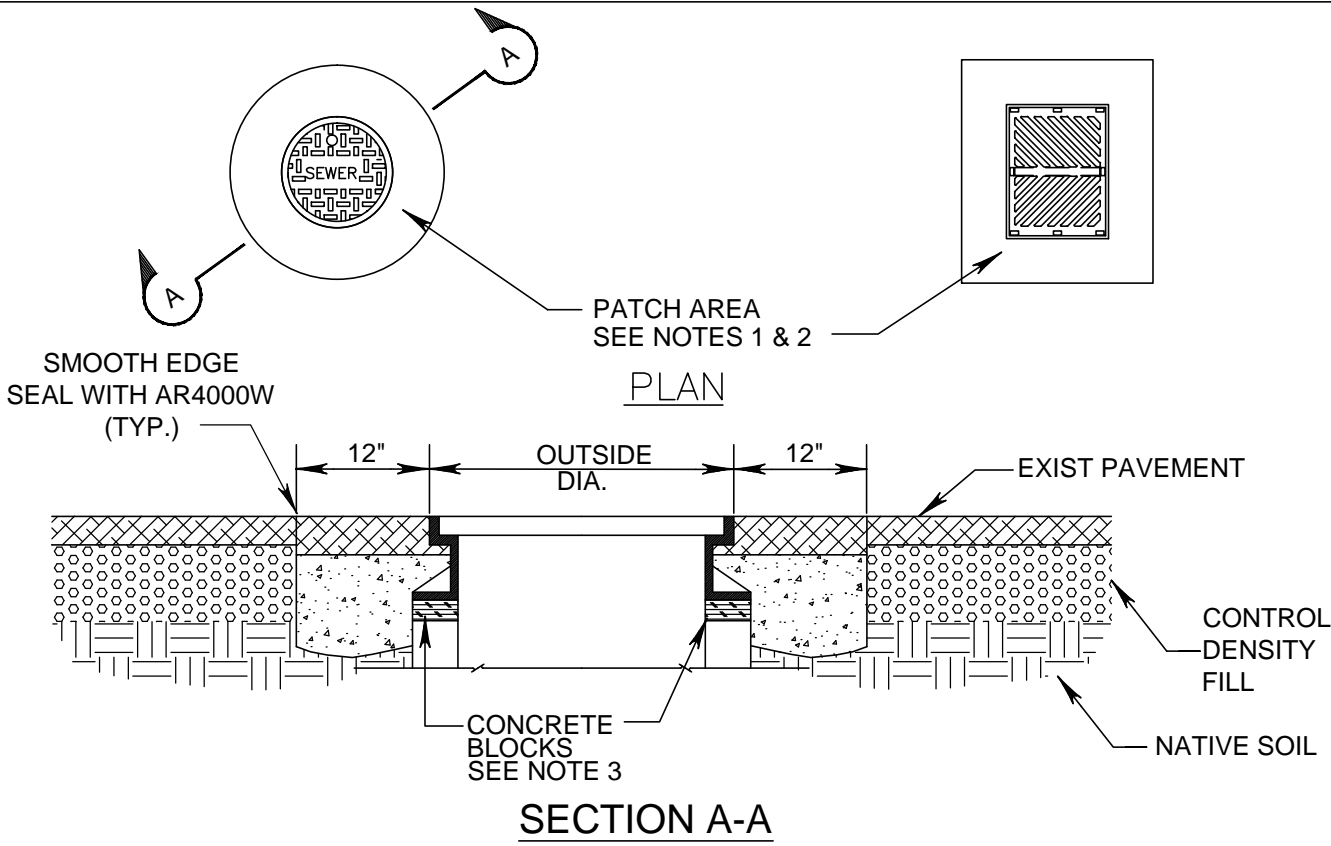 A
A
SEWER
PATCH AREA
SEE NOTES 1 & 2
PLAN
SMOOTH EDGE
SEAL WITH AR4000W
(TYP.)
12"
OUTSIDE
DIA.
12"
EXIST PAVEMENT
CONTROL
DENSITY
FILL
NATIVE SOIL
CONCRETE
BLOCKS
SEE NOTE 3
SECTION A-A